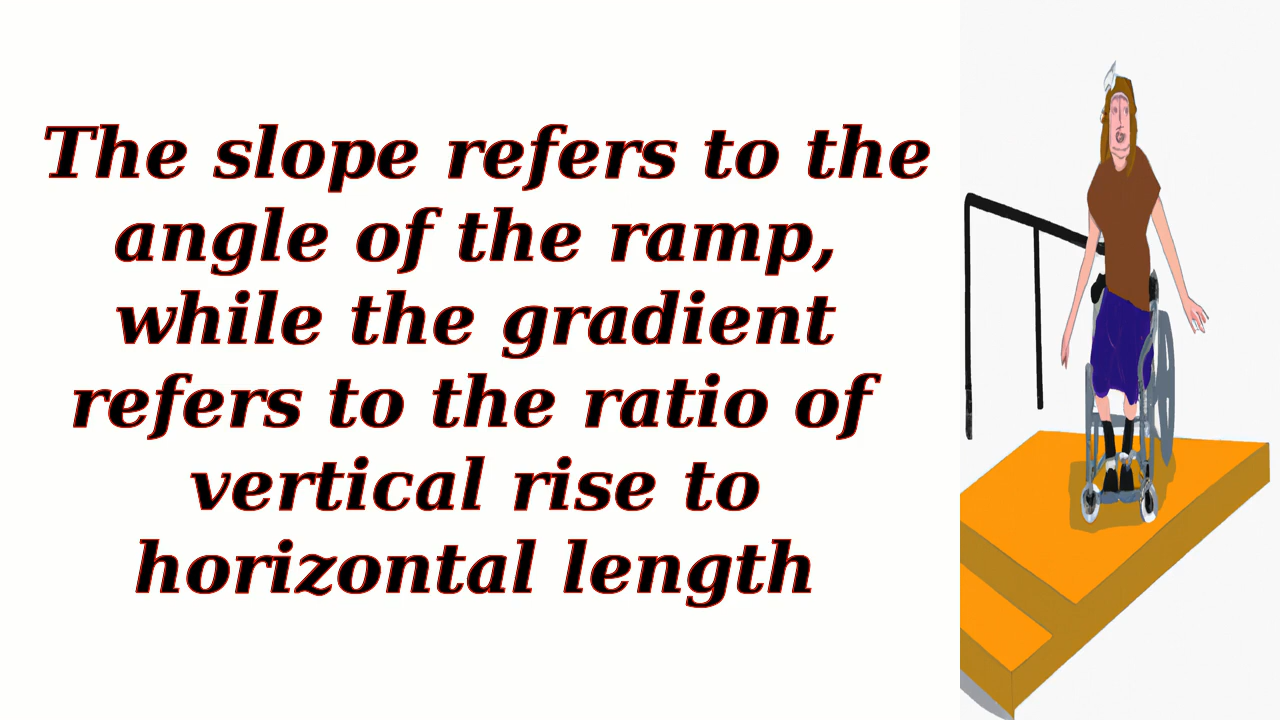 The slope refers to the
angle of the ramp,
while the gradient
refers to the ratio of
vertical rise to
horizontal length